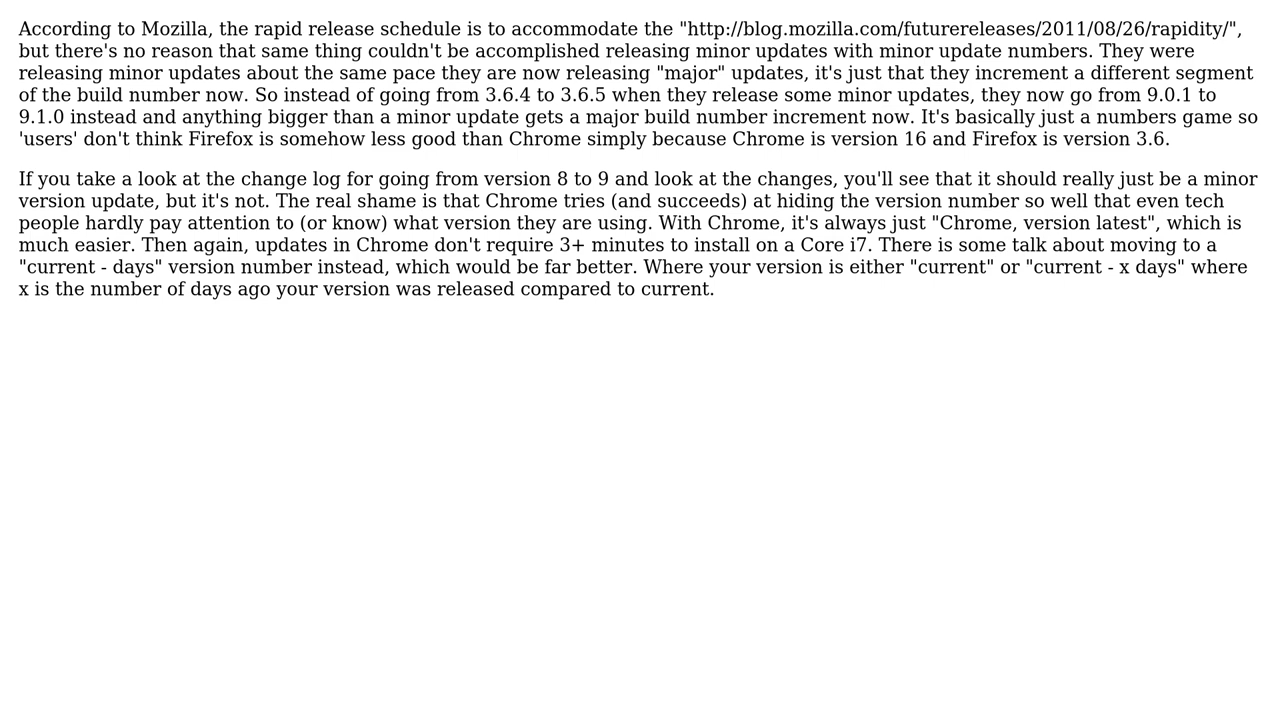 According to Mozilla, the rapid release schedule is to accommodate the "http://blog.mozilla.com/futurereleases/2011/08/26/rapidity/",
but there's no reason that same thing couldn't be accomplished releasing minor updates with minor update numbers. They were
releasing minor updates about the same pace they are now releasing "major" updates, it's just that they increment a different segment
of the build number now. So instead of going from 3.6.4 to 3.6.5 when they release some minor updates, they now go from 9.0.1 to
9.1.0 instead and anything bigger than a minor update gets a major build number increment now. It's basically just a numbers game so
'users' don't think Firefox is somehow less good than Chrome simply because Chrome is version 16 and Firefox is version 3.6.
If you take a look at the change log for going from version 8 to 9 and look at the changes, you'll see that it should really just be a minor
version update, but it's not. The real shame is that Chrome tries (and succeeds) at hiding the version number so well that even tech
people hardly pay attention to (or know) what version they are using. With Chrome, it's always just "Chrome, version latest", which is
much easier. Then again, updates in Chrome don't require 3+ minutes to install on a Core i7. There is some talk about moving to a
"current - days" version number instead, which would be far better. Where your version is either "current" or "current - x days" where
x is the number of days ago your version was released compared to current.